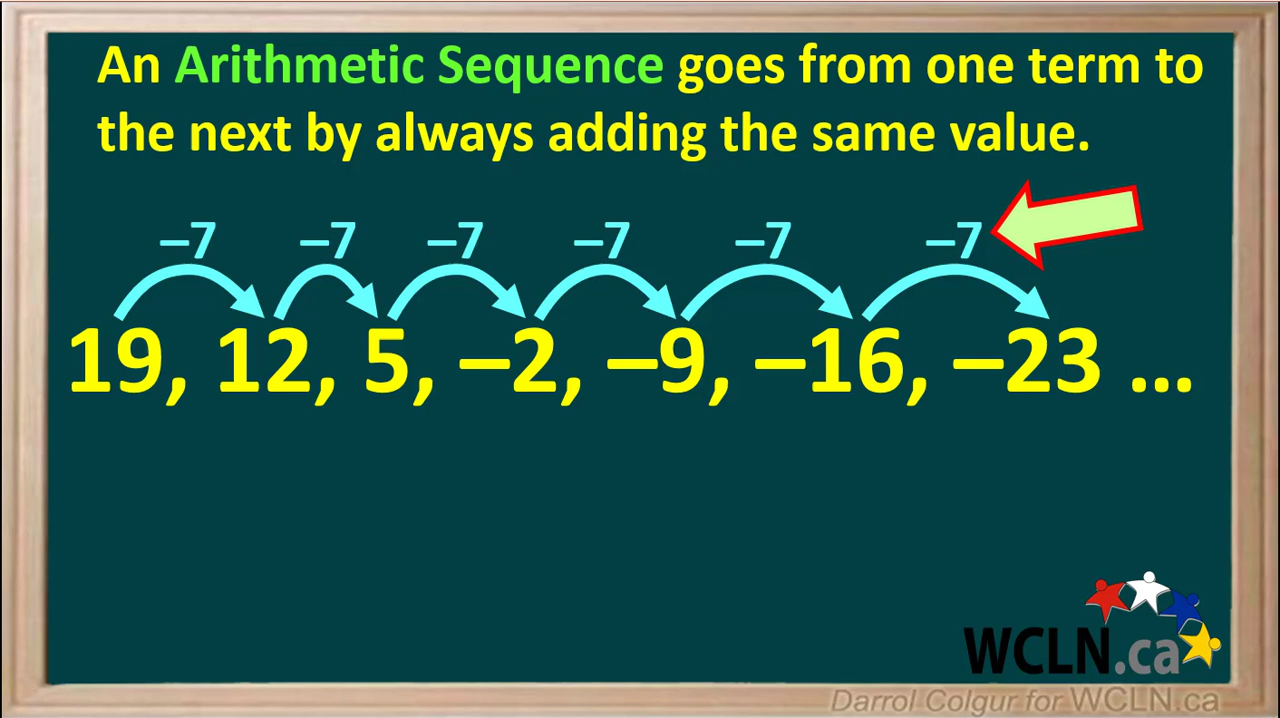 An Arithmetic Sequence goes from one term to
the next by always adding the same value.
–7 –7 –7 –7 –7 –7
19, 12, 5, –2, –9, –16, –23 ...
WCLN.ca
Darrol Colgur for WCLN.ca